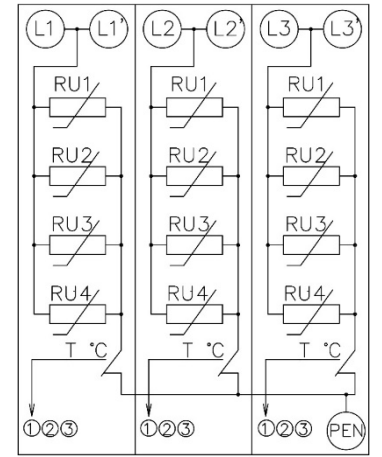 L1 L1' L2 L2' L3 L3'
RU1 RU1 RU1
RU2 RU2 RU2
RU3 RU3 RU3
RU4 RU4 RU4
T °C T °C T °C
①②③ ①②③ ①②③ PEN